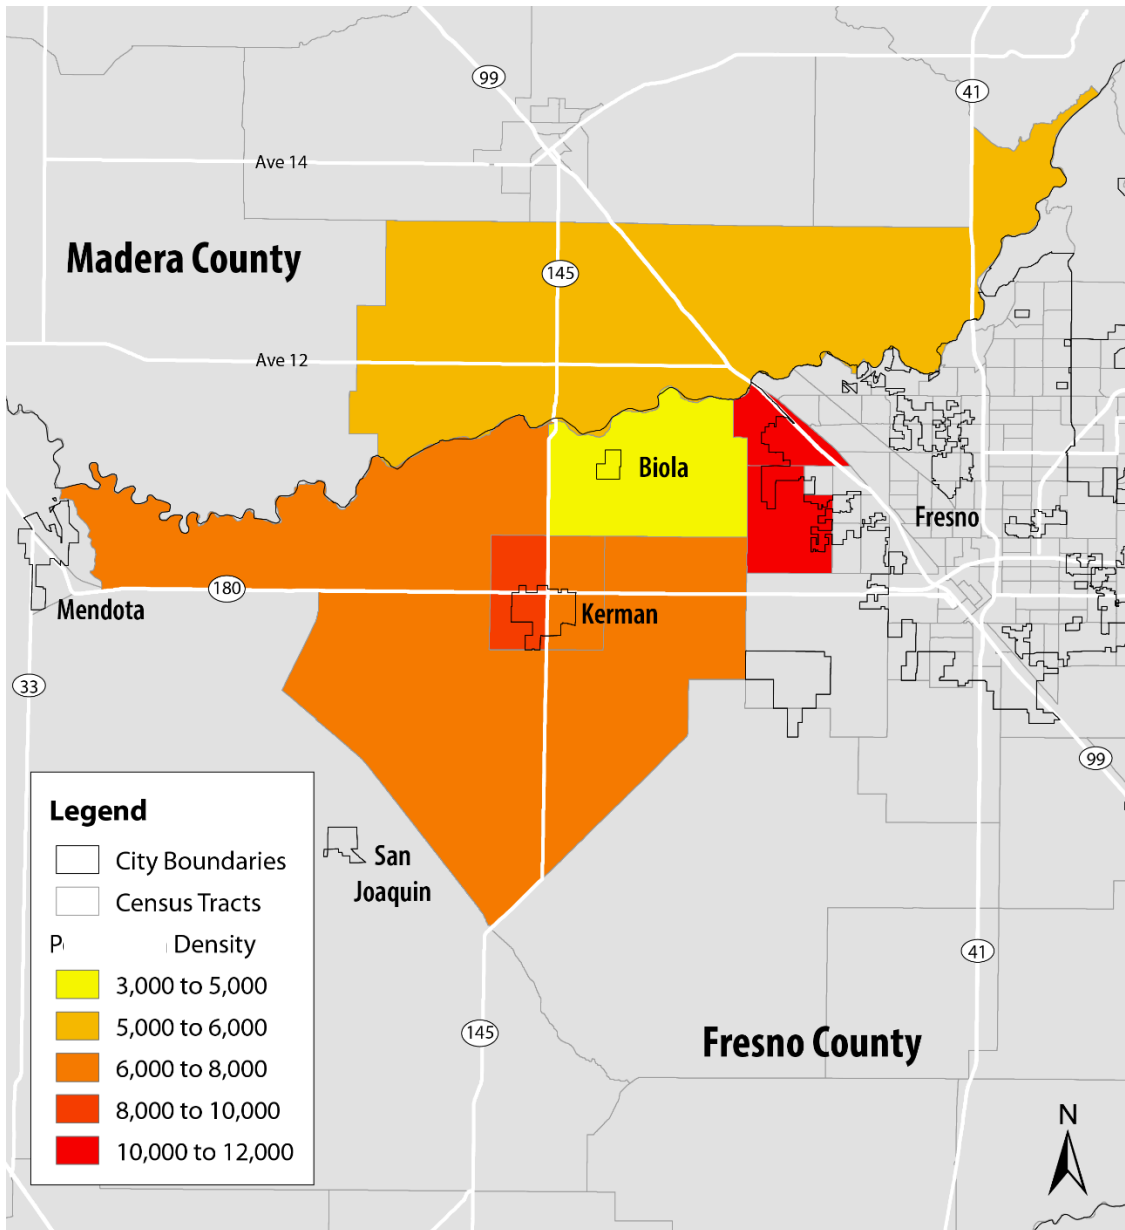 99
41
Ave 14
Madera County
145
Ave 12
Biola
Fresno
180
Mendota
Kerman
33
99
Legend
City Boundaries
San
Joaquin
Census Tracts
Density
41
3,000 to 5,000
5,000 to 6,000
145
Fresno County
6,000 to 8,000
8,000 to 10,000
N
10,000 to 12,000